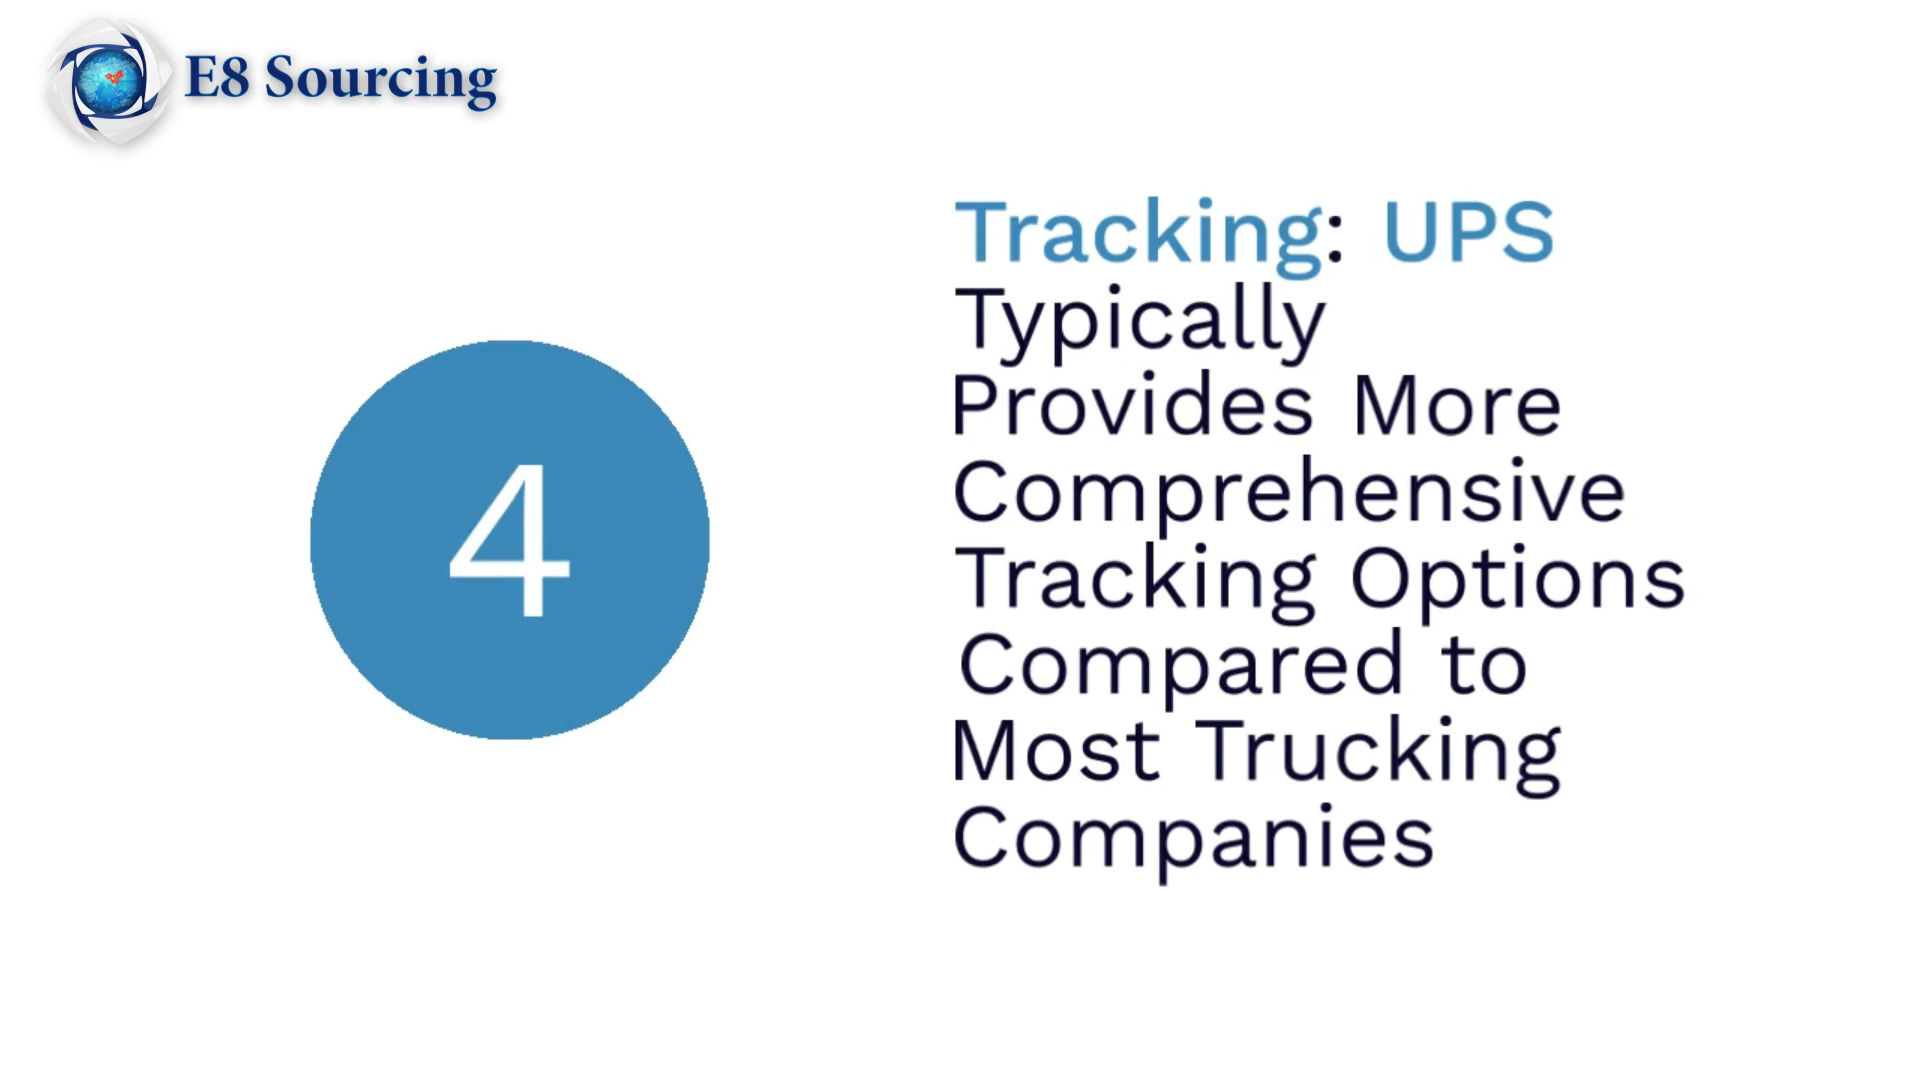 E8 Sourcing
4
Tracking: UPS
Typically
Provides More
Comprehensive
Tracking Options
Compared to
Most Trucking
Companies